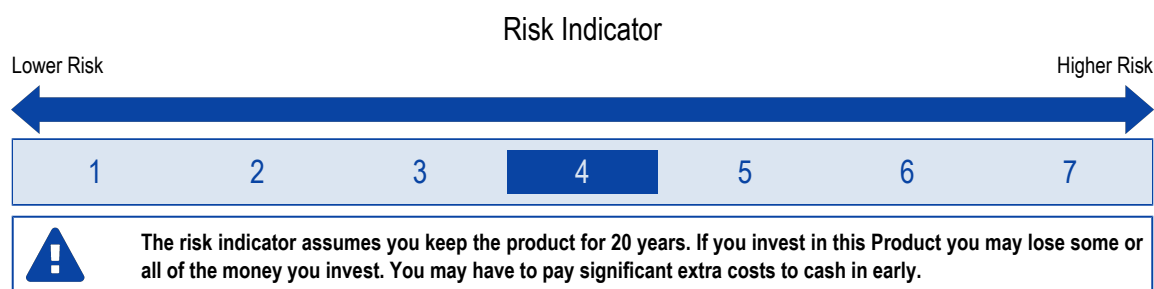 Risk Indicator
Lower Risk Higher Risk
1 2 3 4 5 6 7
The risk indicator assumes you keep the product for 20 years. If you invest in this Product you may lose some or
all of the money you invest. You may have to pay significant extra costs to cash in early.